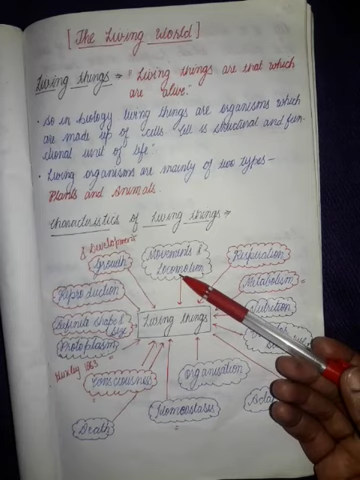 [ The Living World ]
Living things ⇒ "Living things are that which
are alive."
• So in biology living things are organisms which
are made up of cells. Cell is structural and fun-
ctional unit of life.
• Living organisms are mainly of two types-
Plants and Animals.
Characteristics of Living things ⇒
& Development
Growth
Movements &
Locomotion
Respiration
Reproduction
Metabolism
Definite shape &
size
Living things
Nutrition
Protoplasm
Huxley 1863
Consciousness
Organisation
Homeostasis
Death